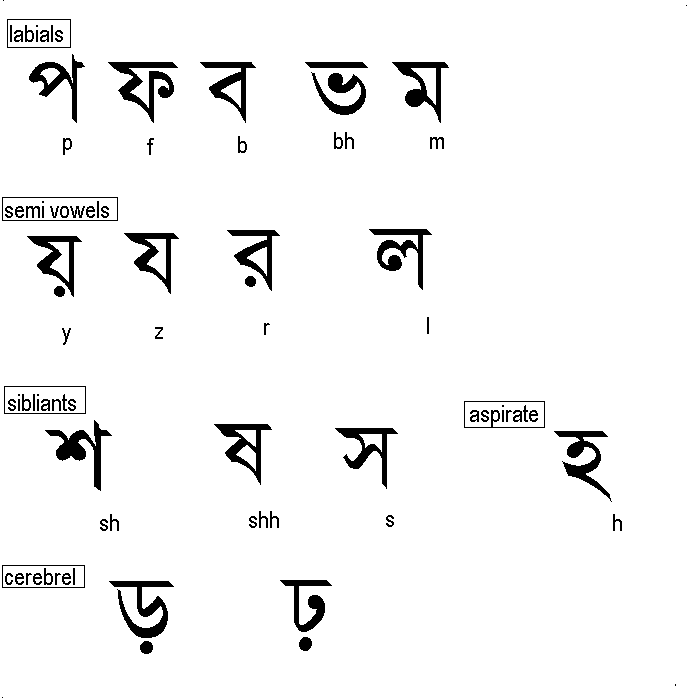 labials
প ফ ব ভ ম
p f b bh m
semi vowels
য় য র ল
y z r l
sibliants
aspirate
শ ষ স হ
sh shh s h
cerebrel
ড় ঢ়